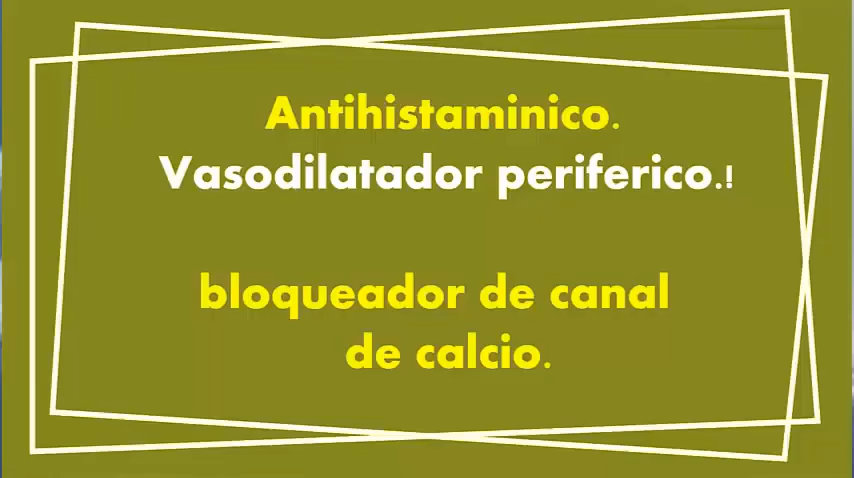 Antihistaminico.
Vasodilatador periferico.!
bloqueador de canal
de calcio.